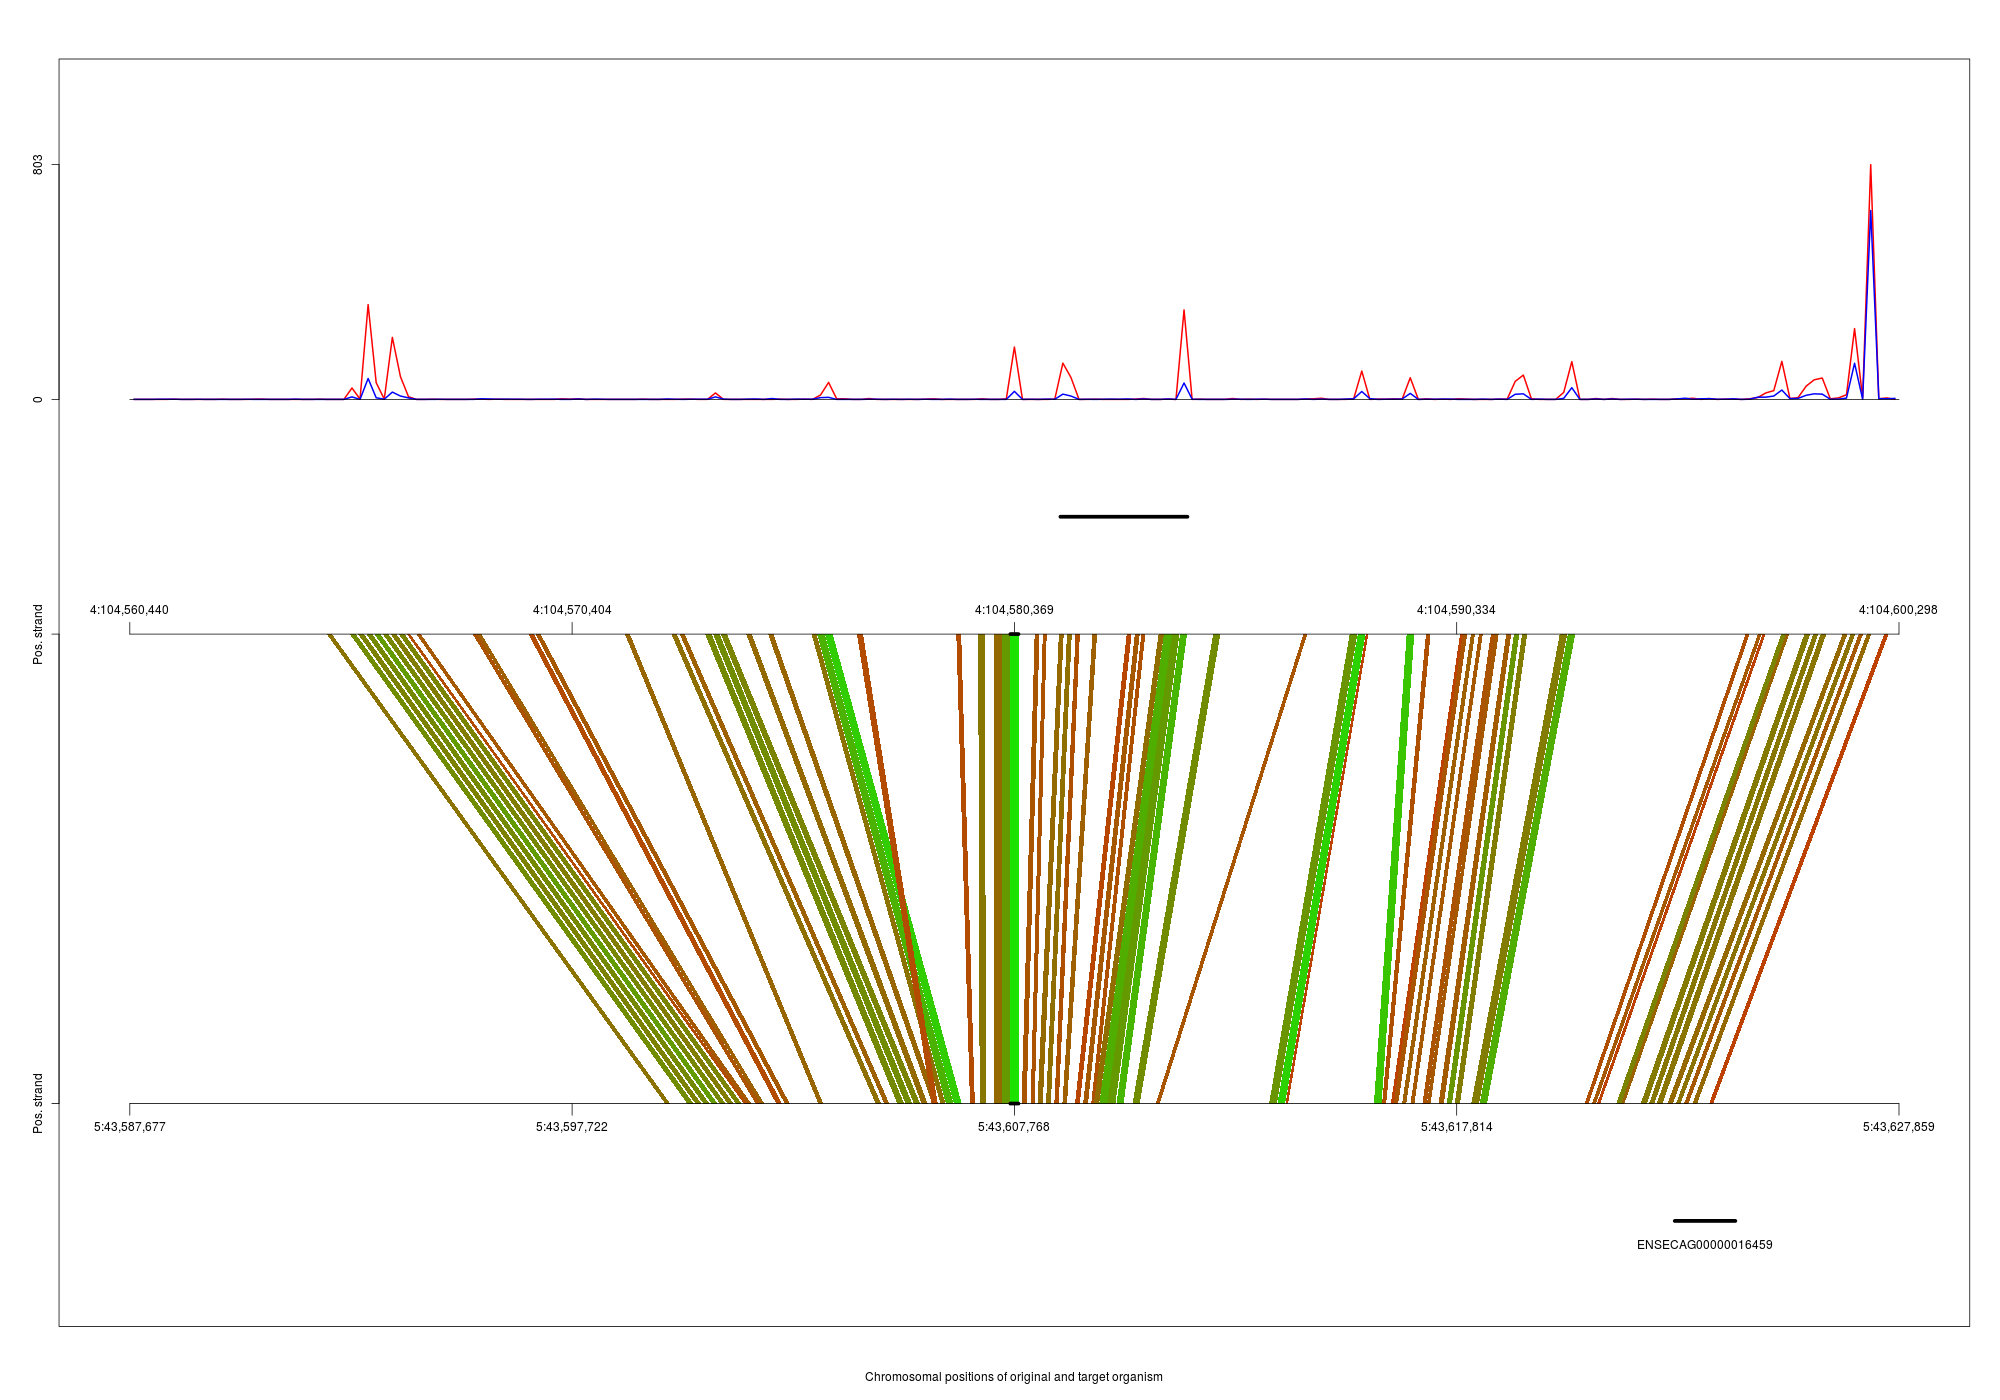 803
0
Pos. strand
4:104,560,440 4:104,570,404 4:104,580,369 4:104,590,334 4:104,600,298
Pos. strand
5:43,587,677 5:43,597,722 5:43,607,768 5:43,617,814 5:43,627,859
ENSECAG00000016459
Chromosomal positions of original and target organism